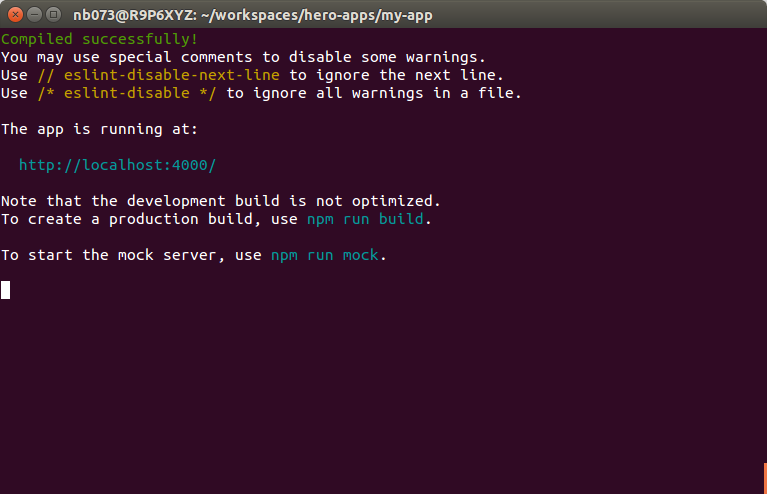 nb073@R9P6XYZ: ~/workspaces/hero-apps/my-app
Compiled successfully!
You may use special comments to disable some warnings.
Use // eslint-disable-next-line to ignore the next line.
Use /* eslint-disable */ to ignore all warnings in a file.
The app is running at:
http://localhost:4000/
Note that the development build is not optimized.
To create a production build, use npm run build.
To start the mock server, use npm run mock.